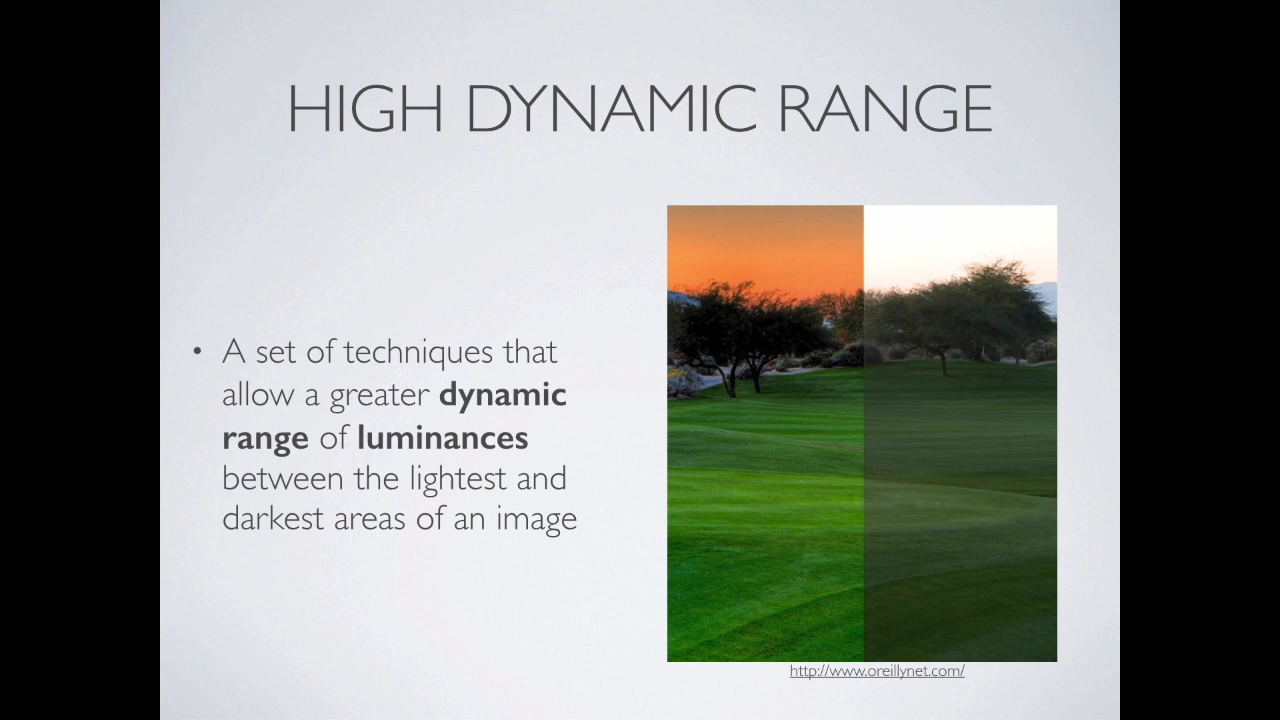 HIGH DYNAMIC RANGE
• A set of techniques that
allow a greater dynamic
range of luminances
between the lightest and
darkest areas of an image
http://www.oreillynet.com/